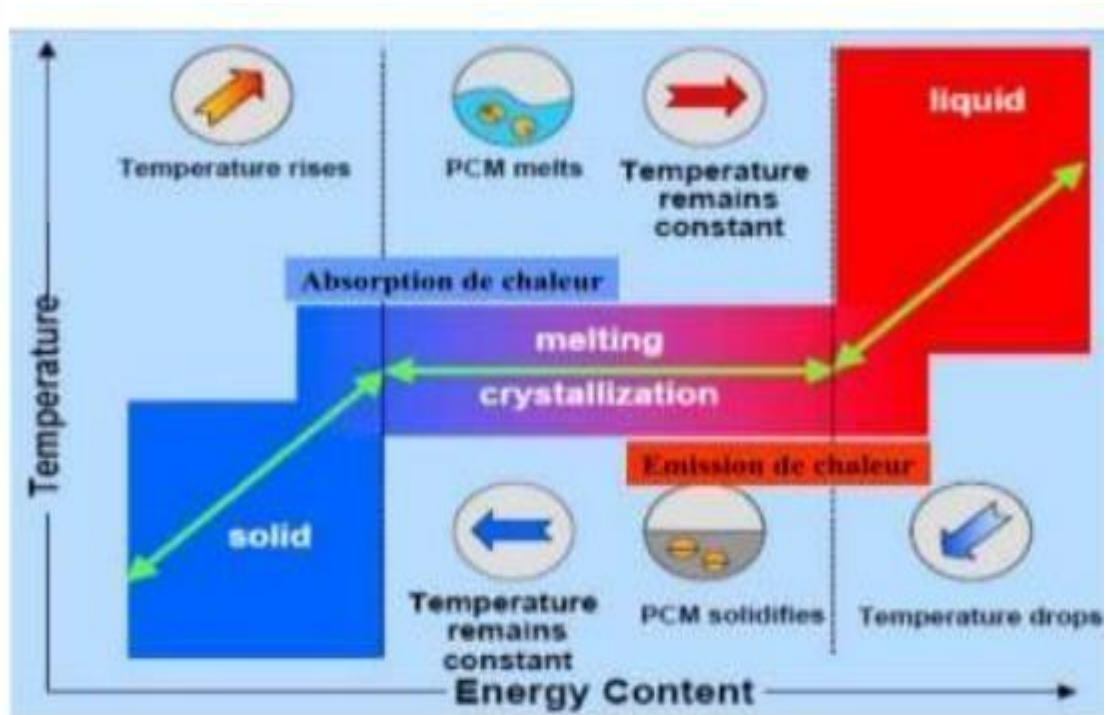 Temperature rises
PCM melts
Temperature
remains
constant
liquid
Absorption de chaleur
Temperature
melting
crystallization
Emission de chaleur
solid
Temperature
remains
constant
PCM solidifies
Temperature drops
Energy Content